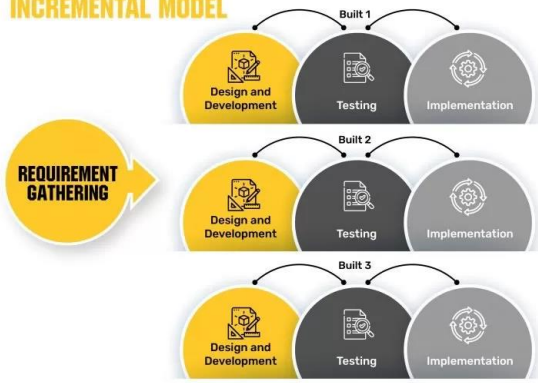 INCREMENTAL MODEL
Built 1
Design and
Development
Testing
Implementation
REQUIREMENT
GATHERING
Built 2
Design and
Development
Testing
Implementation
Built 3
Design and
Development
Testing
Implementation